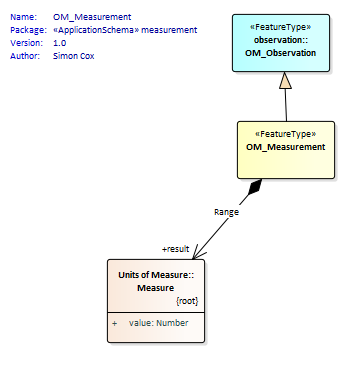 Name: OM_Measurement
Package: «ApplicationSchema» measurement
Version: 1.0
Author: Simon Cox
«FeatureType»
observation::
OM_Observation
«FeatureType»
OM_Measurement
Range
+result
Units of Measure::
Measure
{root}
+ value: Number